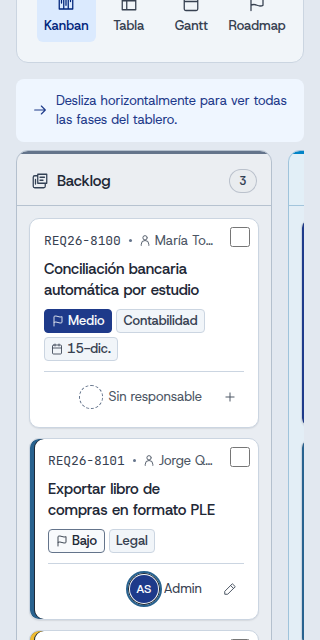 Kanban Tabla Gantt Roadmap
Desliza horizontalmente para ver todas
las fases del tablero.
Backlog 3
REQ26-8100 • María To...
Conciliación bancaria
automática por estudio
Medio Contabilidad
15-dic.
Sin responsable +
REQ26-8101 • Jorge Q...
Exportar libro de
compras en formato PLE
Bajo Legal
AS Admin